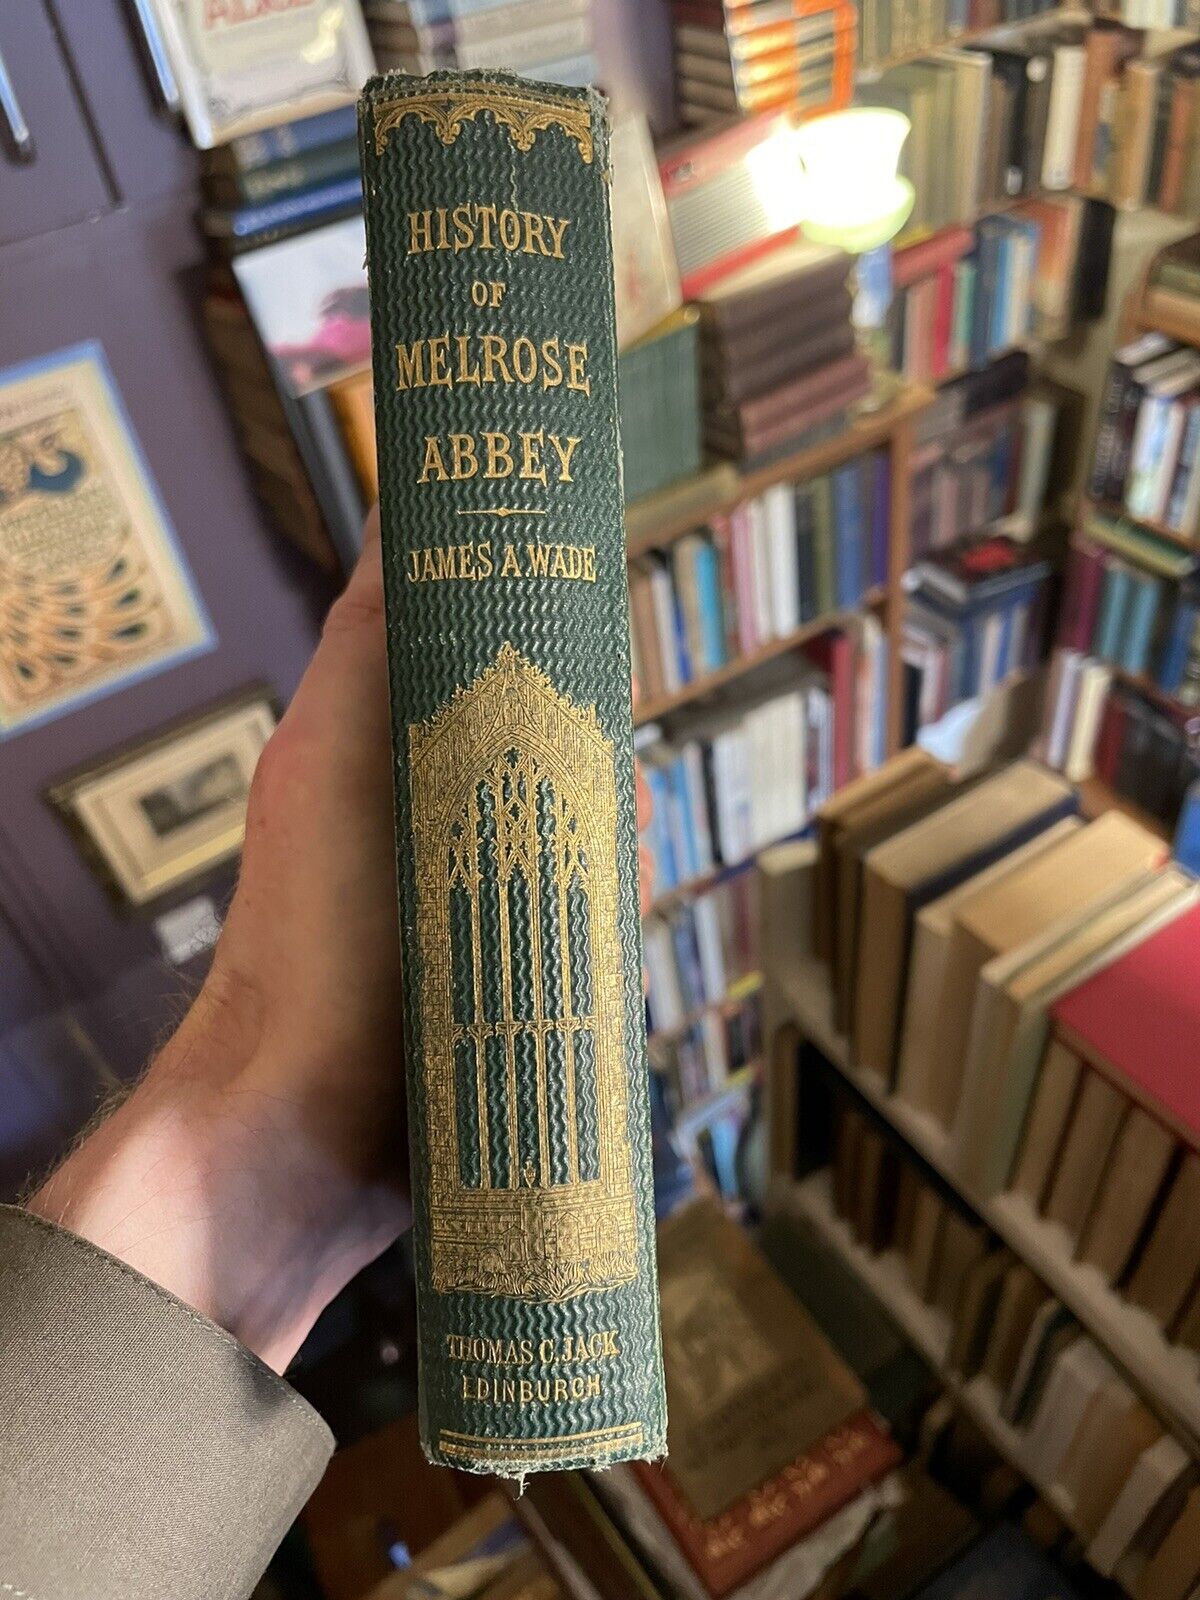 HISTORY
OF
MELROSE
ABBEY
JAMES A. WADE
THOMAS C. JACK
EDINBURGH